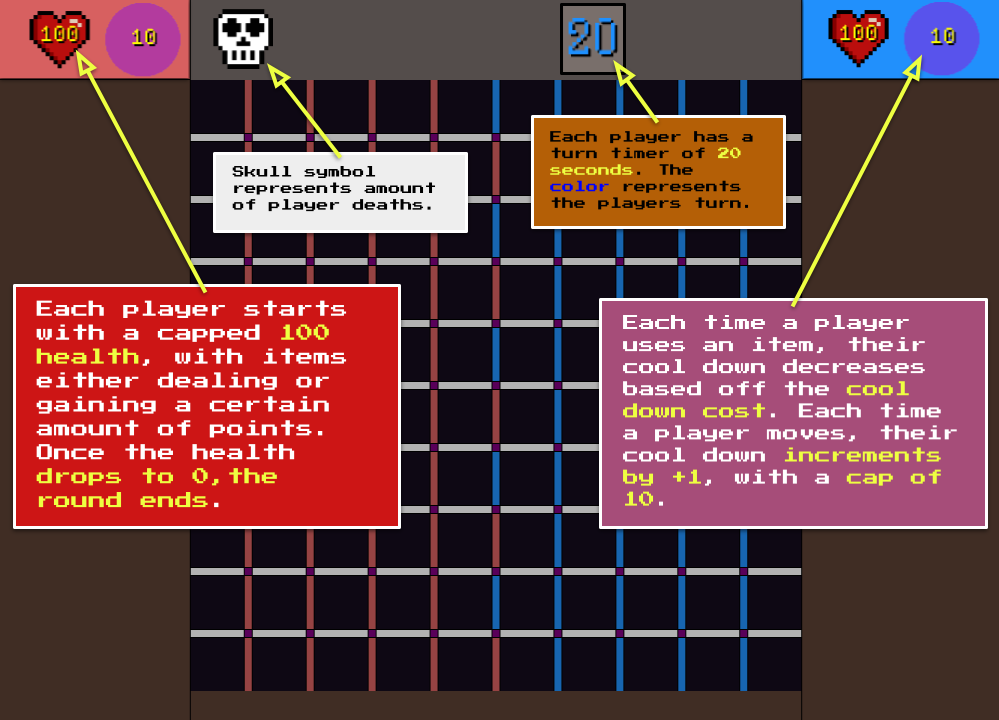 100
10
20
100
10
Each player has a
turn timer of 20
seconds. The
color represents
the players turn.
Skull symbol
represents amount
of player deaths.
Each player starts
with a capped 100
health, with items
either dealing or
gaining a certain
amount of points.
Once the health
drops to 0,the
round ends.
Each time a player
uses an item, their
cool down decreases
based off the cool
down cost. Each time
a player moves, their
cool down increments
by +1, with a cap of
10.